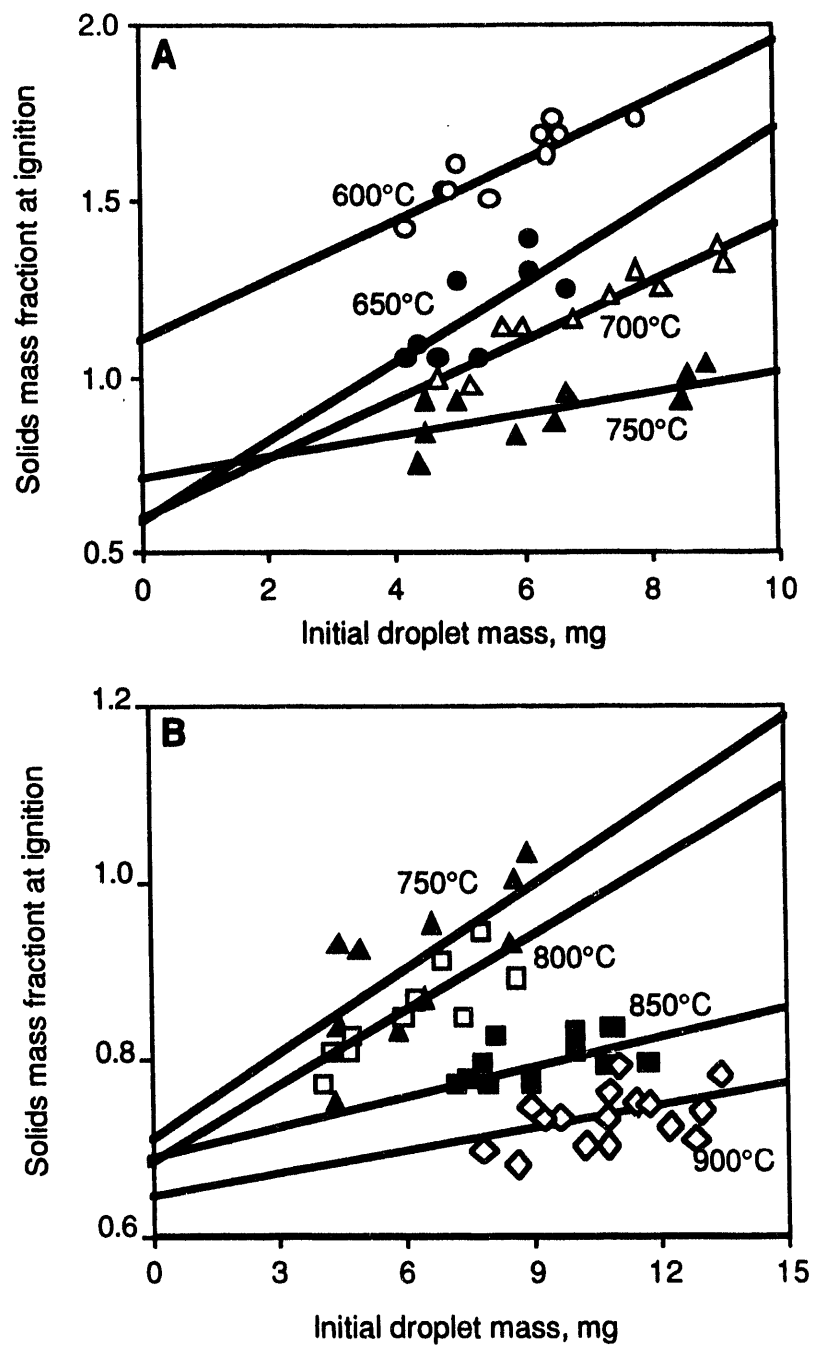 2.0
A
600°C
1.5
650°C
700°C
1.0
750°C
0.5
0 2 4 6 8 10
Solids mass fractiont at ignition
Initial droplet mass, mg
1.2
B
750°C
1.0
800°C
850°C
0.8
900°C
0.6
0 3 6 9 12 15
Solids mass fractiont at ignition
Initial droplet mass, mg